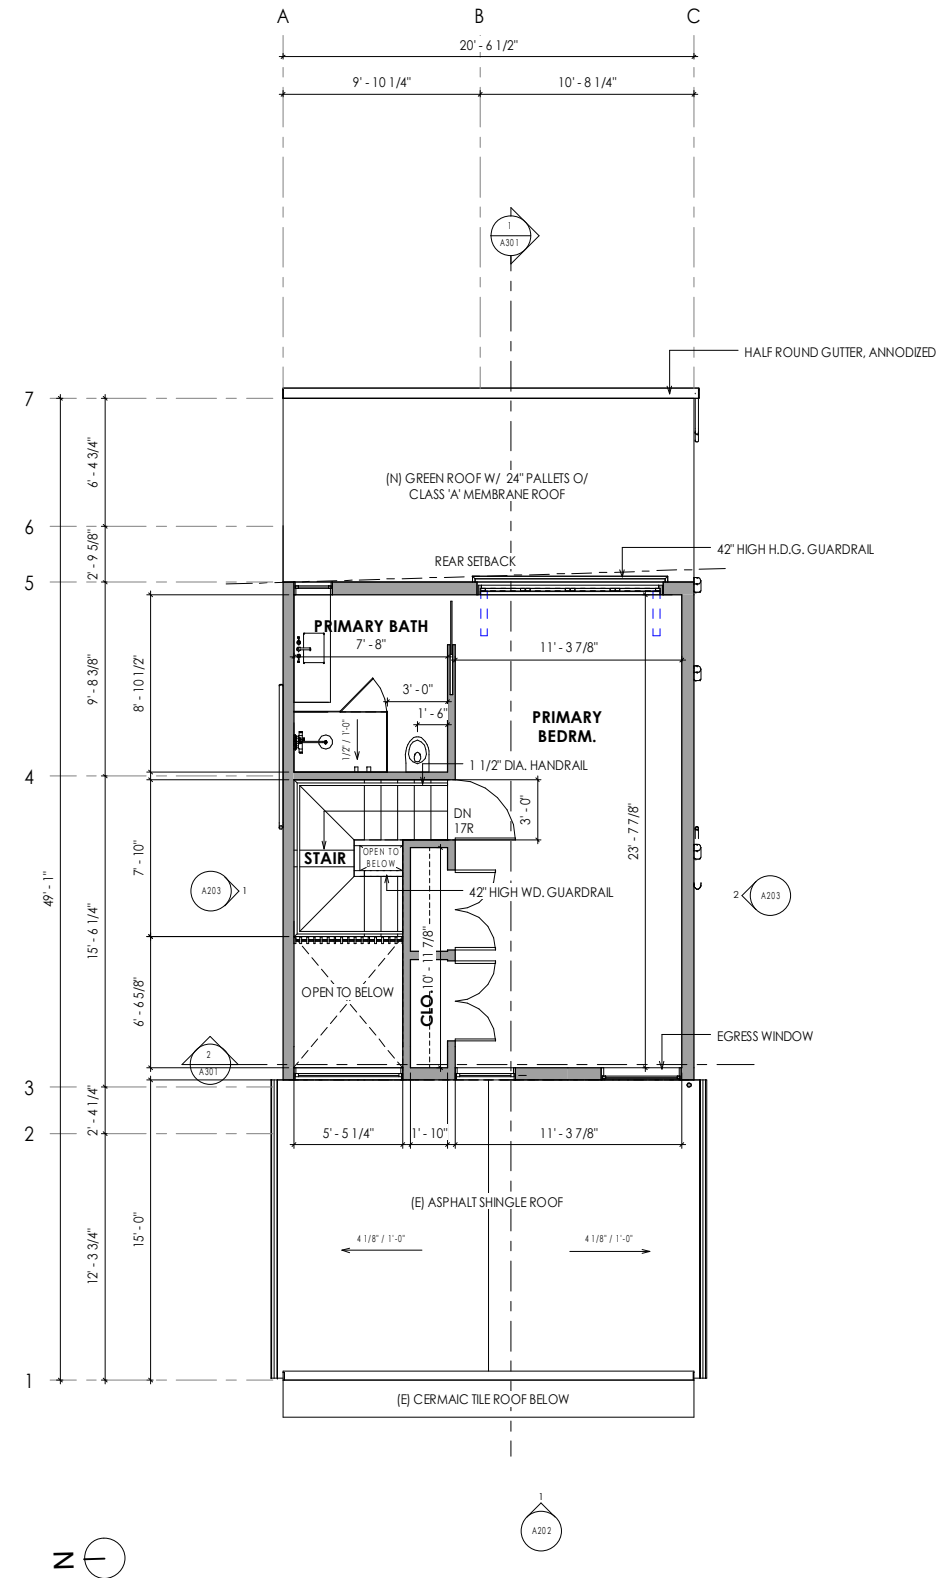 A
B
C
20' - 6 1/2"
9' - 10 1/4"
10' - 8 1/4"
1
A301
HALF ROUND GUTTER, ANNODIZED
7
6' - 4 3/4"
(N) GREEN ROOF W/ 24" PALLETS O/
CLASS 'A' MEMBRANE ROOF
6
2' - 9 5/8"
42" HIGH H.D.G. GUARDRAIL
REAR SETBACK
5
PRIMARY BATH
7' - 8"
11' - 3 7/8"
9' - 8 3/8"
8' - 10 1/2"
3' - 0"
1' - 6"
PRIMARY
BEDRM.
1/2" / 1'-0"
1 1/2" DIA. HANDRAIL
4
DN
17R
3' - 0"
23' - 7 7/8"
STAIR
OPEN TO
BELOW
7' - 10"
49' - 1"
A203
1
42" HIGH WD. GUARDRAIL
2
A203
15' - 6 1/4"
10' - 11 7/8"
OPEN TO BELOW
CLO.
6' - 6 5/8"
EGRESS WINDOW
2
A301
3
2' - 4 1/4"
2
5' - 5 1/4"
1' - 10"
11' - 3 7/8"
(E) ASPHALT SHINGLE ROOF
4 1/8" / 1'-0"
4 1/8" / 1'-0"
15' - 0"
12' - 3 3/4"
1
(E) CERMAIC TILE ROOF BELOW
1
A202
N